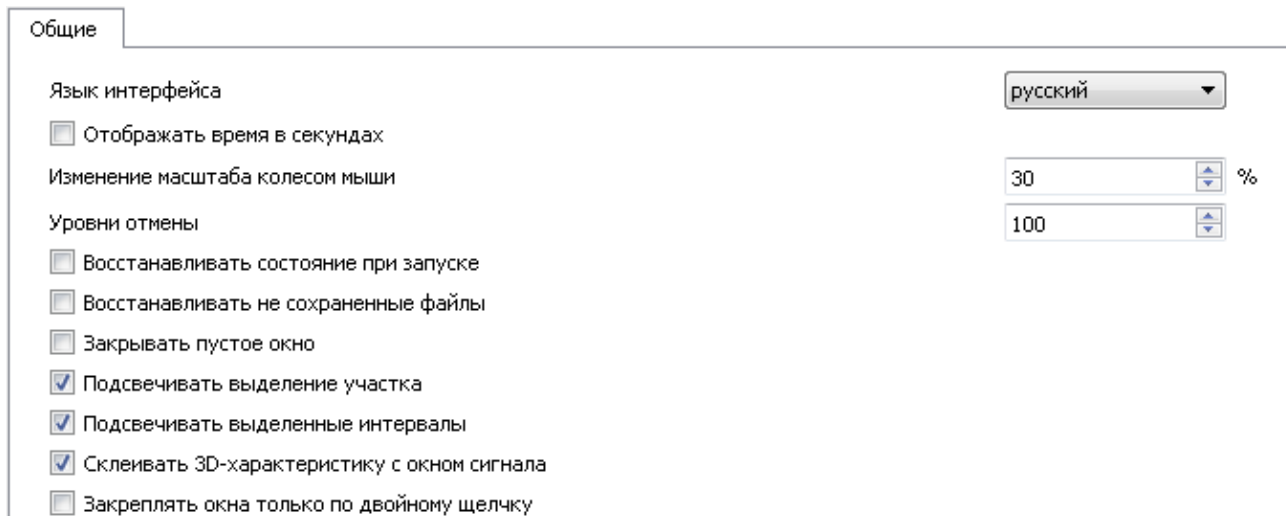 Общие
Язык интерфейса русский
Отображать время в секундах
Изменение масштаба колесом мыши 30 %
Уровни отмены 100
Восстанавливать состояние при запуске
Восстанавливать не сохраненные файлы
Закрывать пустое окно
Подсвечивать выделение участка
Подсвечивать выделенные интервалы
Склеивать 3D-характеристику с окном сигнала
Закреплять окна только по двойному щелчку